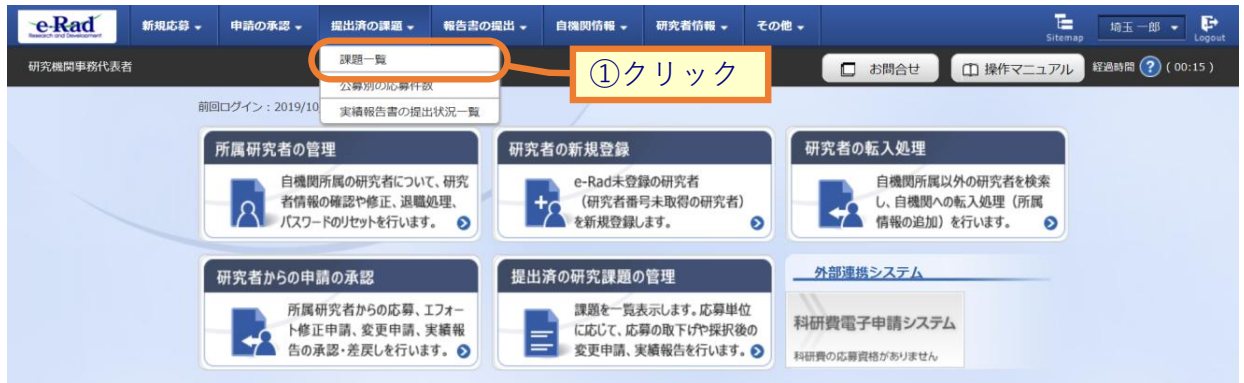 e-Rad
Research and Development
新規応募
申請の承認
提出済の課題
報告書の提出
自機関情報
研究者情報
その他
Sitemap
埼玉 一郎
Logout
研究機関事務代表者
課題一覧
公募別の応募件数
実績報告書の提出状況一覧
①クリック
お問合せ
操作マニュアル
経過時間 ? ( 00:15 )
前回ログイン : 2019/10
所属研究者の管理
自機関所属の研究者について、研究
者情報の確認や修正、退職処理、
パスワードのリセットを行います。
研究者の新規登録
e-Rad未登録の研究者
（研究者番号未取得の研究者）
を新規登録します。
研究者の転入処理
自機関所属以外の研究者を検索
し、自機関への転入処理（所属
情報の追加）を行います。
研究者からの申請の承認
所属研究者からの応募、エフォー
ト修正申請、変更申請、実績報
告の承認・差戻しを行います。
提出済の研究課題の管理
課題を一覧表示します。応募単位
に応じて、応募の取下げや採択後の
変更申請、実績報告を行います。
外部連携システム
科研費電子申請システム
科研費の応募資格がありません